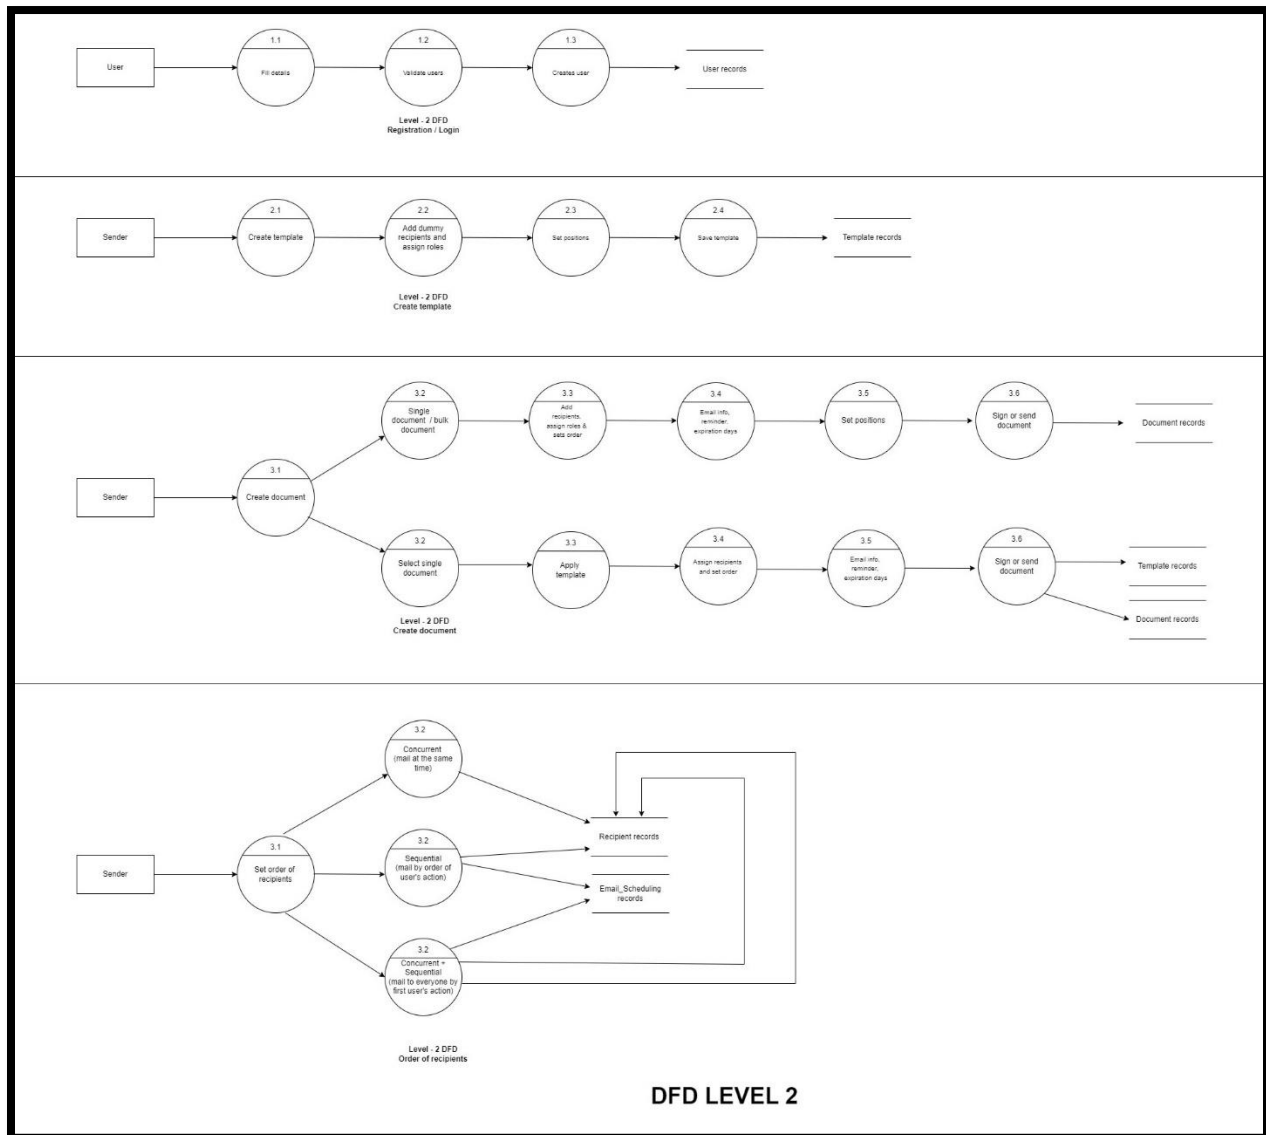 1.1
1.2
1.3
User
Fill details
Validate users
Creates user
User records
Level - 2 DFD
Registration / Login
2.1
2.2
2.3
2.4
Sender
Create template
Add dummy
recipients and
assign roles
Set positions
Save template
Template records
Level - 2 DFD
Create template
Sender
3.1
Create document
3.2
Single
document / bulk
document
3.3
Add
recipients,
assign roles &
sets order
3.4
Email info,
reminder,
expiration days
3.5
Set positions
3.6
Sign or send
document
Document records
3.2
Select single
document
3.3
Apply
template
3.4
Assign recipients
and set order
3.5
Email info,
reminder,
expiration days
3.6
Sign or send
document
Template records
Document records
Level - 2 DFD
Create document
Sender
3.1
Set order of
recipients
3.2
Concurrent
(mail at the same
time)
3.2
Sequential
(mail by order of
user's action)
3.2
Concurrent +
Sequential
(mail to everyone by
first user's action)
Recipient records
Email_Scheduling
records
Level - 2 DFD
Order of recipients
DFD LEVEL 2